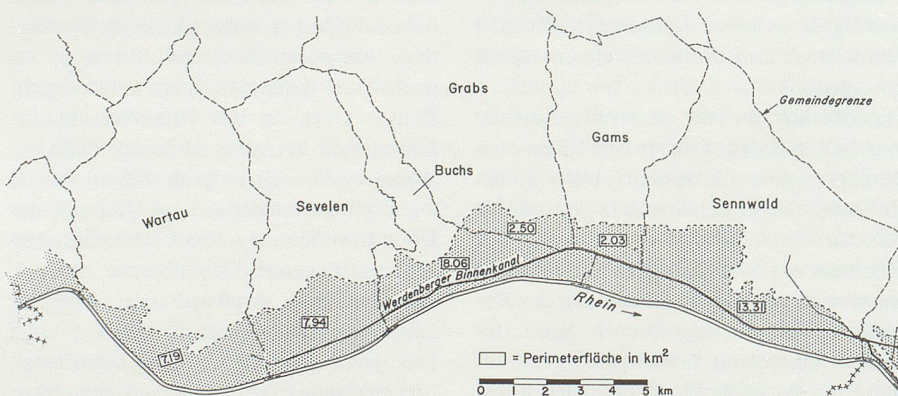 Grabs
Gemeindegrenze
Gams
Buchs
Sennwald
Sevelen
Wartau
2.50
2.03
8.06
Werdenberger Binnenkanal
Rhein
13.31
7.94
7.19
= Perimeterfläche in km²
0 1 2 3 4 5 km